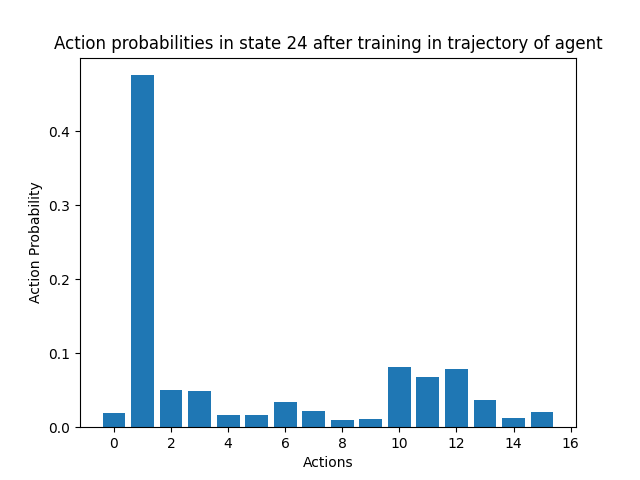 Action probabilities in state 24 after training in trajectory of agent
Action Probability
0.4
0.3
0.2
0.1
0.0
0 2 4 6 8 10 12 14 16
Actions